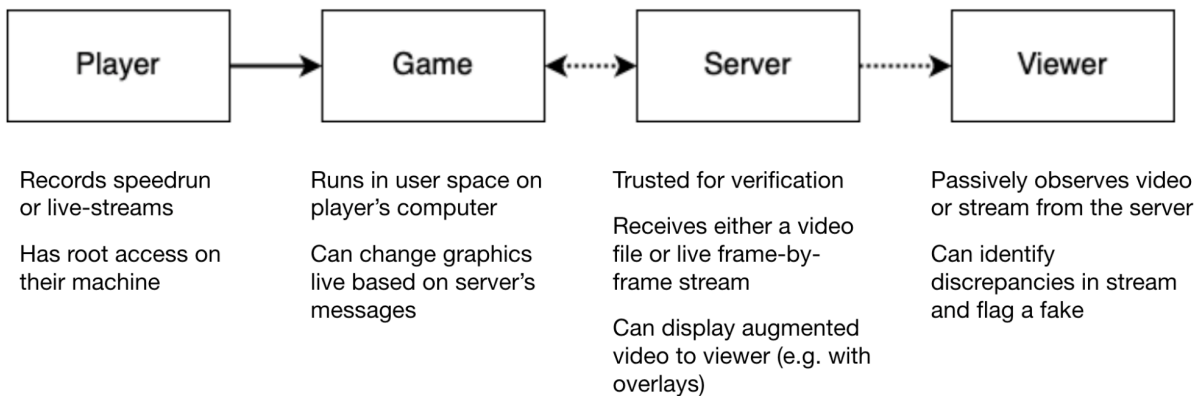 Player
Game
Server
Viewer
Records speedrun
or live-streams
Has root access on
their machine
Runs in user space on
player's computer
Can change graphics
live based on server's
messages
Trusted for verification
Receives either a video
file or live frame-by-
frame stream
Can display augmented
video to viewer (e.g. with
overlays)
Passively observes video
or stream from the server
Can identify
discrepancies in stream
and flag a fake